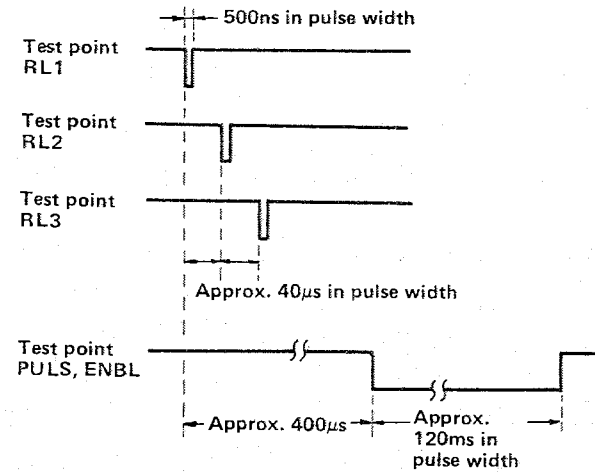 500ns in pulse width
Test point
RL1
Test point
RL2
Test point
RL3
Approx. 40µs in pulse width
Test point
PULS, ENBL
Approx. 400µs
Approx.
120ms in
pulse width